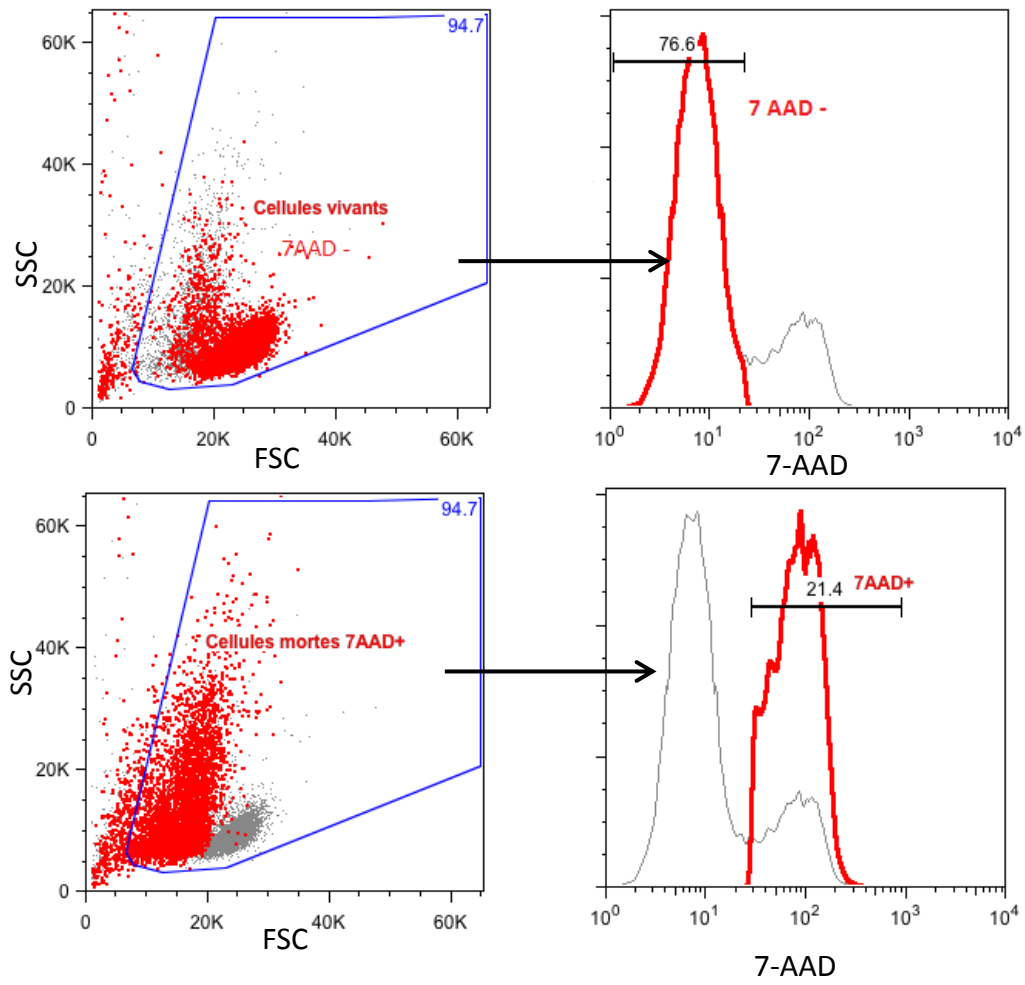 94.7
60K
40K
20K
0
SSC
Cellules vivants
7AAD -
0 20K 40K 60K
FSC
76.6
7 AAD -
10^0 10^1 10^2 10^3 10^4
7-AAD
94.7
60K
40K
20K
0
SSC
Cellules mortes 7AAD+
0 20K 40K 60K
FSC
21.4 7AAD+
10^0 10^1 10^2 10^3 10^4
7-AAD